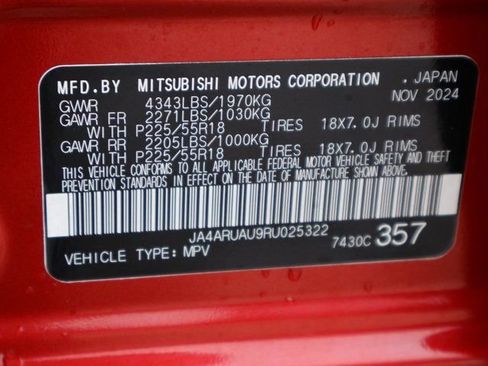 MFD.BY MITSUBISHI MOTORS CORPORATION . JAPAN
GVWR 4343LBS/1970KG NOV 2024
GAWR FR 2271LBS/1030KG
WITH P225/55R18 TIRES 18X7.0J RIMS
GAWR RR 2205LBS/1000KG
WITH P225/55R18 TIRES 18X7.0J RIMS
THIS VEHICLE CONFORMS TO ALL APPLICABLE FEDERAL MOTOR VEHICLE SAFETY AND THEFT
PREVENTION STANDARDS IN EFFECT ON THE DATE OF MANUFACTURE SHOWN ABOVE.
JA4ARUAU9RU025322
VEHICLE TYPE: MPV 7430C 357